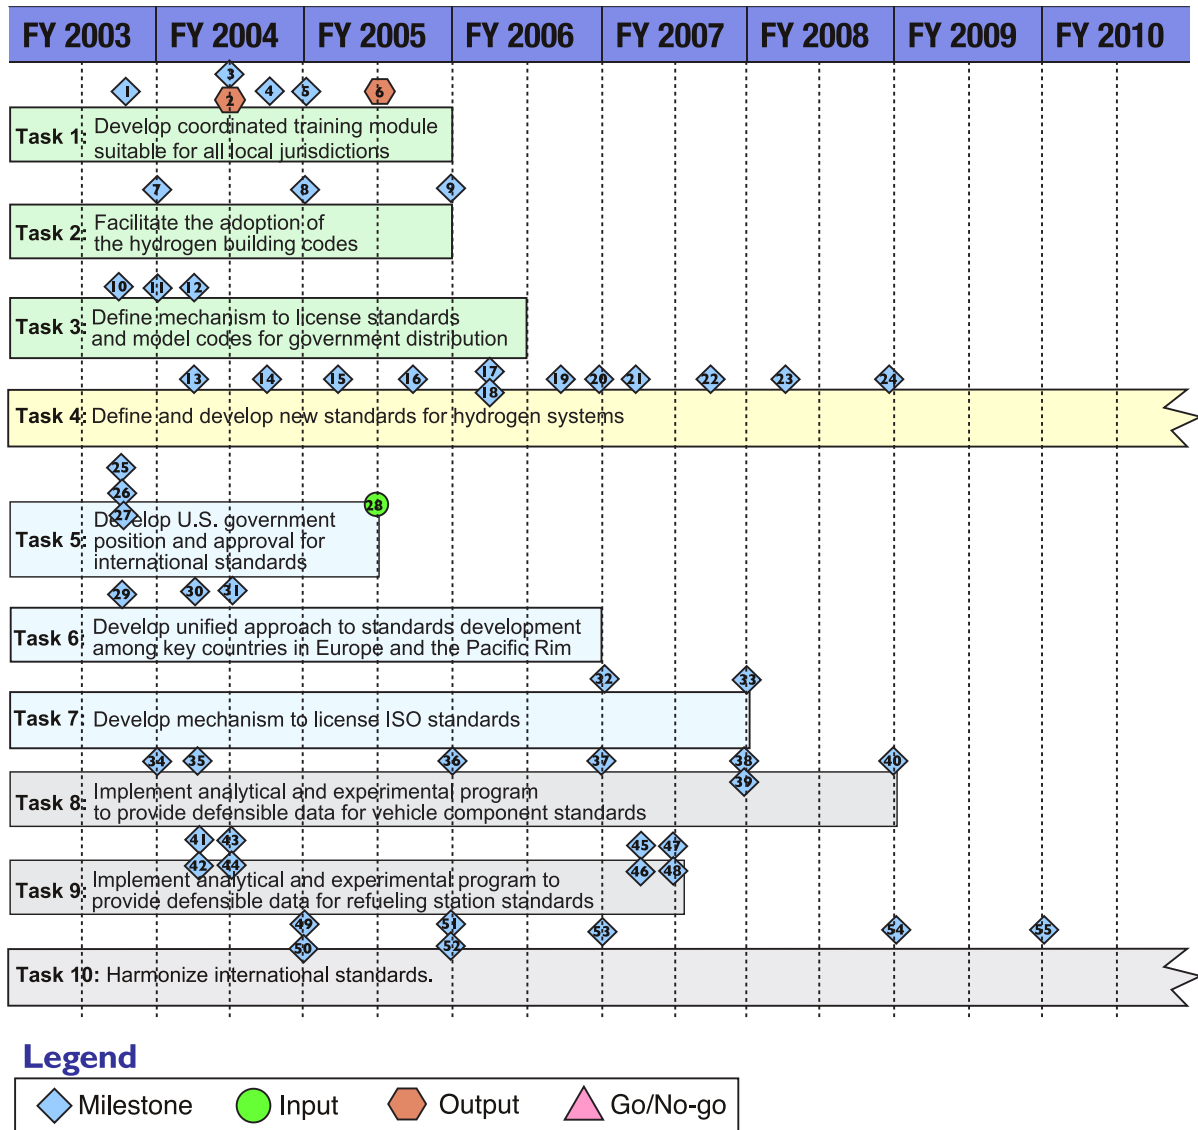 FY 2003 FY 2004 FY 2005 FY 2006 FY 2007 FY 2008 FY 2009 FY 2010
3
1 4 5 6
2
Task 1: Develop coordinated training module
suitable for all local jurisdictions
7 8 9
Task 2: Facilitate the adoption of
the hydrogen building codes
10 11 12
Task 3: Define mechanism to license standards
and model codes for government distribution
17
13 14 15 16 19 20 21 22 23 24
18
Task 4: Define and develop new standards for hydrogen systems
25
26
27 28
Task 5: Develop U.S. government
position and approval for
international standards
29 30 31
Task 6: Develop unified approach to standards development
among key countries in Europe and the Pacific Rim
32 33
Task 7: Develop mechanism to license ISO standards
34 35 36 37 38 40
39
Task 8: Implement analytical and experimental program
to provide defensible data for vehicle component standards
41 43 45 47
42 44 46 48
Task 9: Implement analytical and experimental program to
provide defensible data for refueling station standards
49 51 53 54 55
50 52
Task 10: Harmonize international standards.
Legend
Milestone Input Output Go/No-go